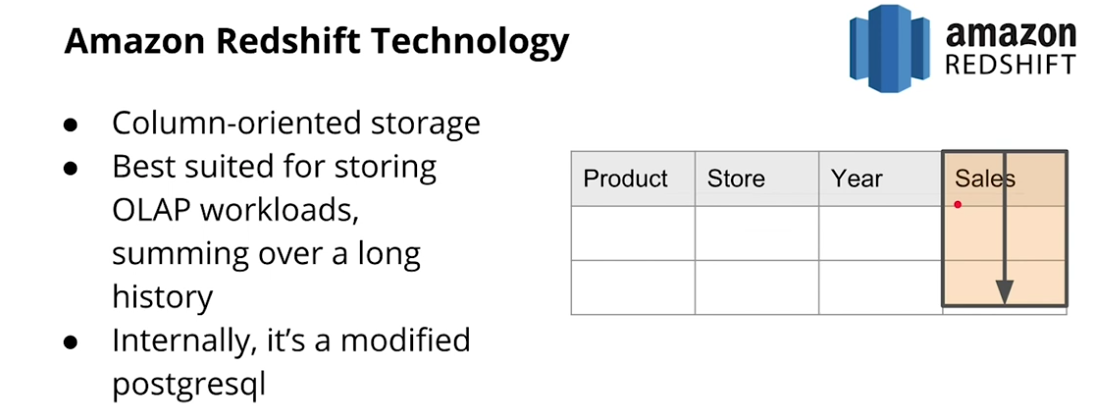 Amazon Redshift Technology
amazon
REDSHIFT
● Column-oriented storage
● Best suited for storing
OLAP workloads,
summing over a long
history
● Internally, it’s a modified
postgresql
Product Store Year Sales